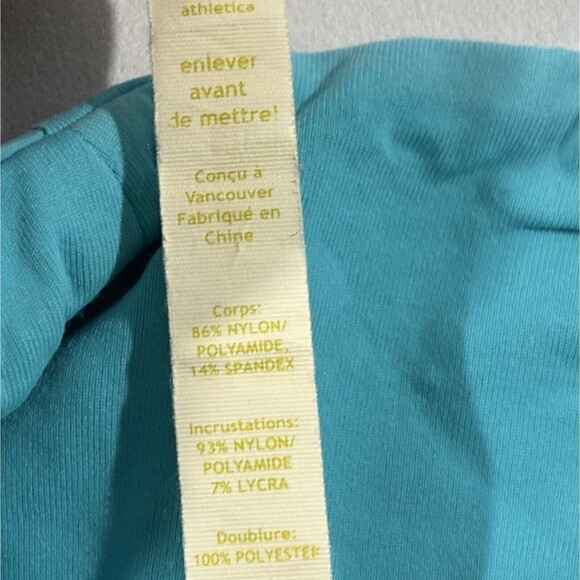 athletica
enlever
avant
de mettre!
Conçu à
Vancouver
Fabriqué en
Chine
Corps:
86% NYLON/
POLYAMIDE,
14% SPANDEX
Incrustations:
93% NYLON/
POLYAMIDE
7% LYCRA
Doublure:
100% POLYESTER